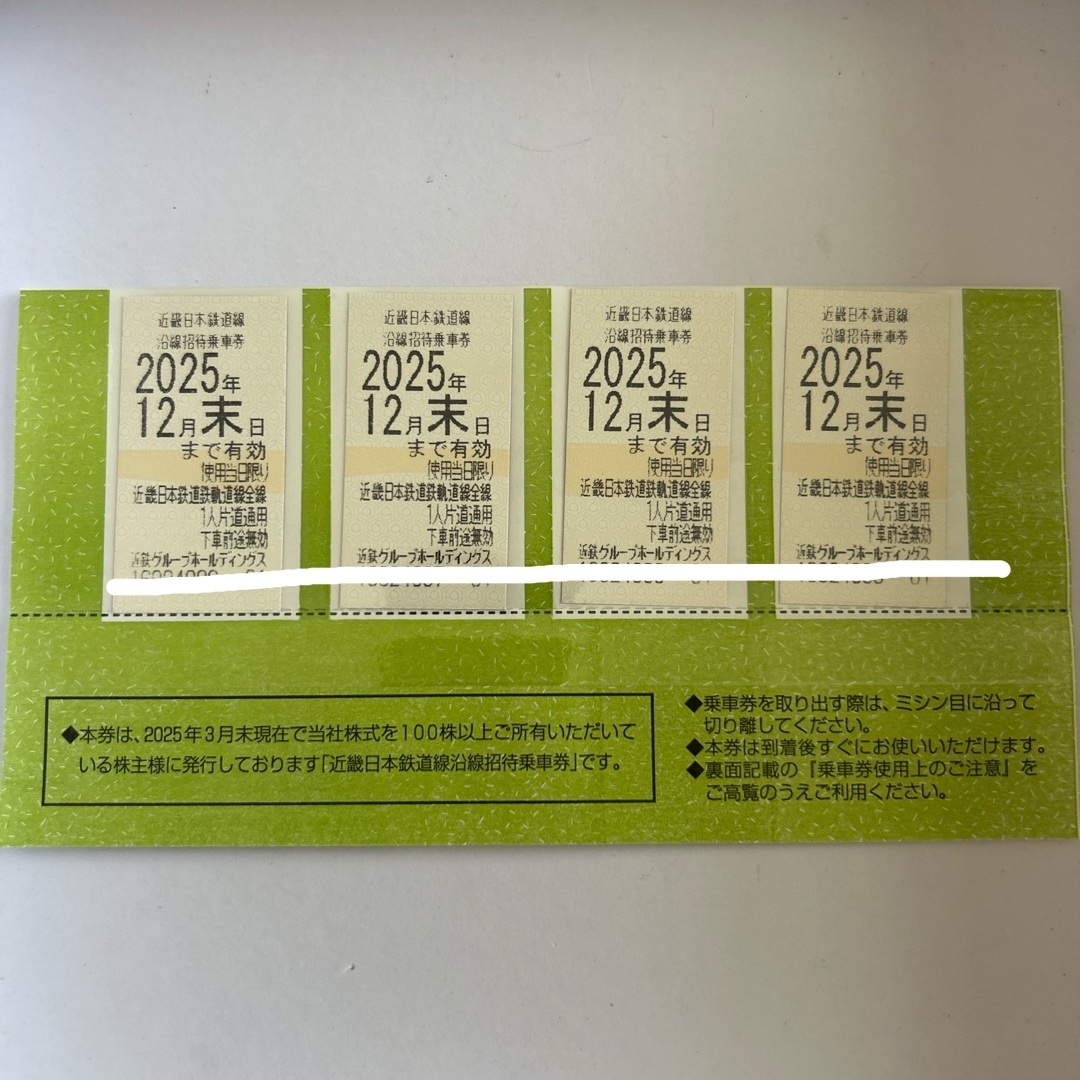 近畿日本鉄道線
沿線招待乗車券
2025年
12月末日
まで有効
使用当日限り
近畿日本鉄道鉄軌道線全線
1人片道通用
下車前途無効
近鉄グループホールディングス
近畿日本鉄道線
沿線招待乗車券
2025年
12月末日
まで有効
使用当日限り
近畿日本鉄道鉄軌道線全線
1人片道通用
下車前途無効
近鉄グループホールディングス
近畿日本鉄道線
沿線招待乗車券
2025年
12月末日
まで有効
使用当日限り
近畿日本鉄道鉄軌道線全線
1人片道通用
下車前途無効
近鉄グループホールディングス
近畿日本鉄道線
沿線招待乗車券
2025年
12月末日
まで有効
使用当日限り
近畿日本鉄道鉄軌道線全線
1人片道通用
下車前途無効
近鉄グループホールディングス
◆本券は、2025年3月末現在で当社株式を100株以上ご所有いただいて
いる株主様に発行しております「近畿日本鉄道線沿線招待乗車券」です。
◆乗車券を取り出す際は、ミシン目に沿って
切り離してください。
◆本券は到着後すぐにお使いいただけます。
◆裏面記載の『乗車券使用上のご注意』を
ご高覧のうえご利用ください。